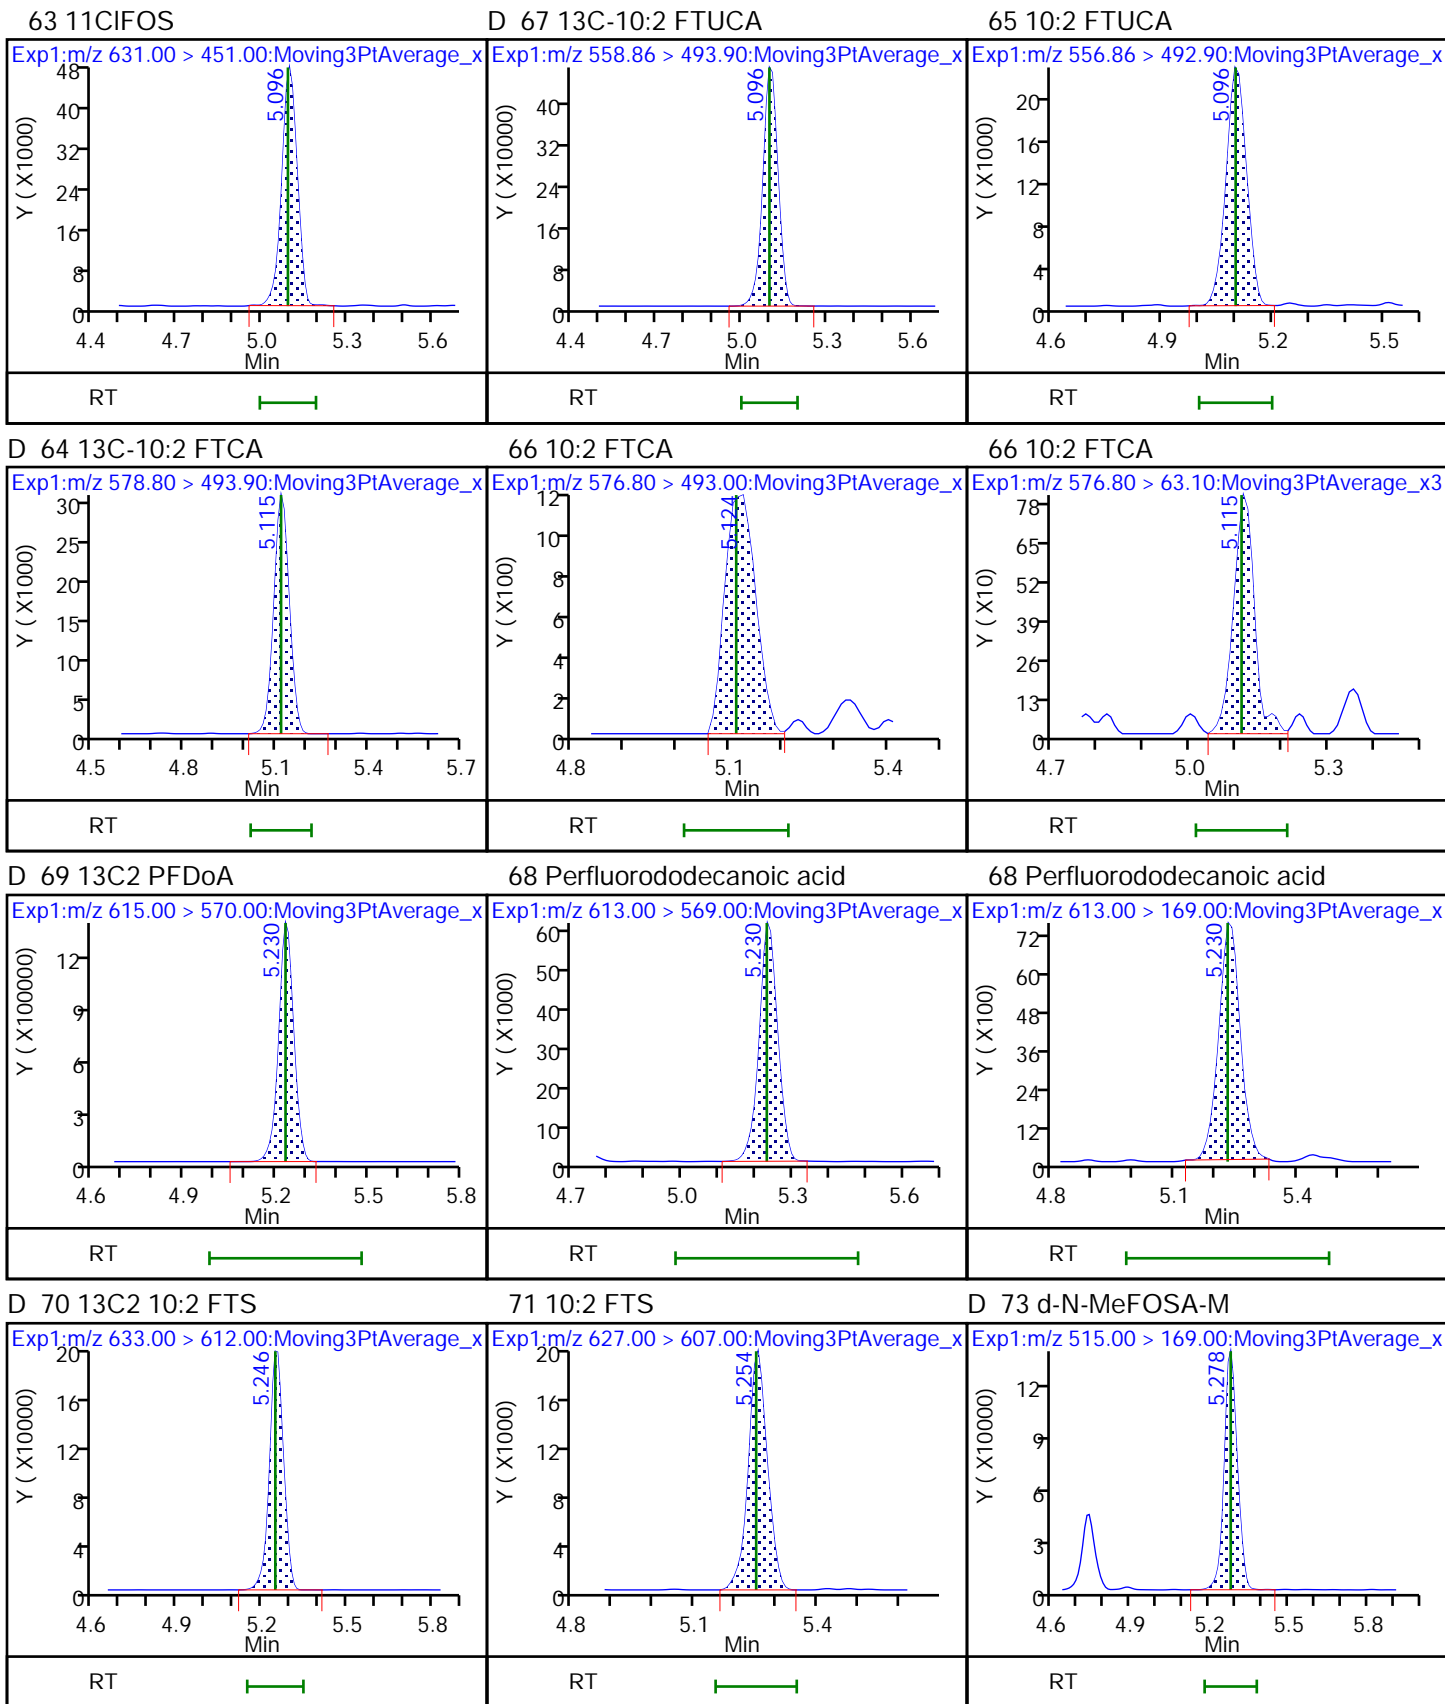 63 11ClFOS
D 67 13C-10:2 FTUCA
65 10:2 FTUCA
Exp1:m/z 631.00 > 451.00:Moving3PtAverage_x
Exp1:m/z 558.86 > 493.90:Moving3PtAverage_x
Exp1:m/z 556.86 > 492.90:Moving3PtAverage_x
5.096
5.096
5.096
Y ( X1000)
48
40
32
24
16
8
0
Y ( X10000)
40
32
24
16
8
0
Y ( X1000)
20
16
12
8
4
0
4.4 4.7 5.0 5.3 5.6
4.4 4.7 5.0 5.3 5.6
4.6 4.9 5.2 5.5
Min
Min
Min
RT
RT
RT
D 64 13C-10:2 FTCA
66 10:2 FTCA
66 10:2 FTCA
Exp1:m/z 578.80 > 493.90:Moving3PtAverage_x
Exp1:m/z 576.80 > 493.00:Moving3PtAverage_x
Exp1:m/z 576.80 > 63.10:Moving3PtAverage_x3
5.115
5.124
5.115
Y ( X1000)
30
25
20
15
10
5
0
Y ( X100)
12
10
8
6
4
2
0
Y ( X10)
78
65
52
39
26
13
0
4.5 4.8 5.1 5.4 5.7
4.8 5.1 5.4
4.7 5.0 5.3
Min
Min
Min
RT
RT
RT
D 69 13C2 PFDoA
68 Perfluorododecanoic acid
68 Perfluorododecanoic acid
Exp1:m/z 615.00 > 570.00:Moving3PtAverage_x
Exp1:m/z 613.00 > 569.00:Moving3PtAverage_x
Exp1:m/z 613.00 > 169.00:Moving3PtAverage_x
5.230
5.230
5.230
Y ( X100000)
12
9
6
3
0
Y ( X1000)
60
50
40
30
20
10
0
Y ( X100)
72
60
48
36
24
12
0
4.6 4.9 5.2 5.5 5.8
4.7 5.0 5.3 5.6
4.8 5.1 5.4
Min
Min
Min
RT
RT
RT
D 70 13C2 10:2 FTS
71 10:2 FTS
D 73 d-N-MeFOSA-M
Exp1:m/z 633.00 > 612.00:Moving3PtAverage_x
Exp1:m/z 627.00 > 607.00:Moving3PtAverage_x
Exp1:m/z 515.00 > 169.00:Moving3PtAverage_x
5.246
5.254
5.278
Y ( X10000)
20
16
12
8
4
0
Y ( X1000)
20
16
12
8
4
0
Y ( X10000)
12
9
6
3
0
4.6 4.9 5.2 5.5 5.8
4.8 5.1 5.4
4.6 4.9 5.2 5.5 5.8
Min
Min
Min
RT
RT
RT